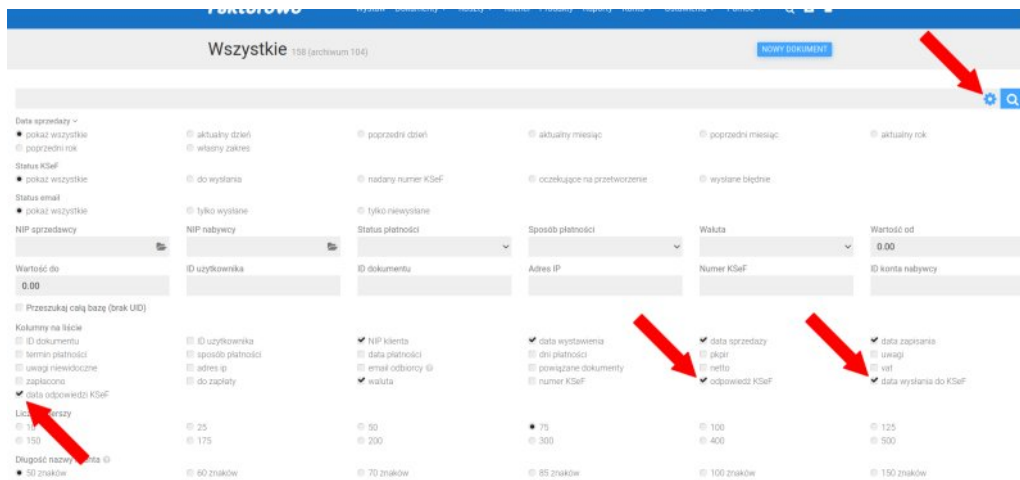 Wszystkie 158 (archiwum 104) NOWY DOKUMENT
Data sprzedaży
pokaż wszystkie aktualny dzień poprzedni dzień aktualny miesiąc poprzedni miesiąc aktualny rok
poprzedni rok własny zakres
Status KSeF
pokaż wszystkie do wysłania nadany numer KSeF oczekujące na przetworzenie wysłane błędnie
Status email
pokaż wszystkie tylko wysłane tylko niewysłane
NIP sprzedawcy NIP nabywcy Status płatności Sposób płatności Waluta Wartość od
0.00
Wartość do ID użytkownika ID dokumentu Adres IP Numer KSeF ID konta nabywcy
0.00
Przeszukaj całą bazę (brak UID)
Kolumny na liście
ID dokumentu ID użytkownika NIP klienta data wystawienia data sprzedaży data zapisania
termin płatności sposób płatności data płatności dni płatności pkpir uwagi
uwagi niewidoczne adres ip email odbiorcy powiązane dokumenty netto vat
zapłacono do zapłaty waluta numer KSeF odpowiedź KSeF data wysłania do KSeF
data odpowiedzi KSeF
25 50 75 100 125
150 175 200 300 400 500
Długość nazwy
50 znaków 60 znaków 70 znaków 85 znaków 100 znaków 150 znaków